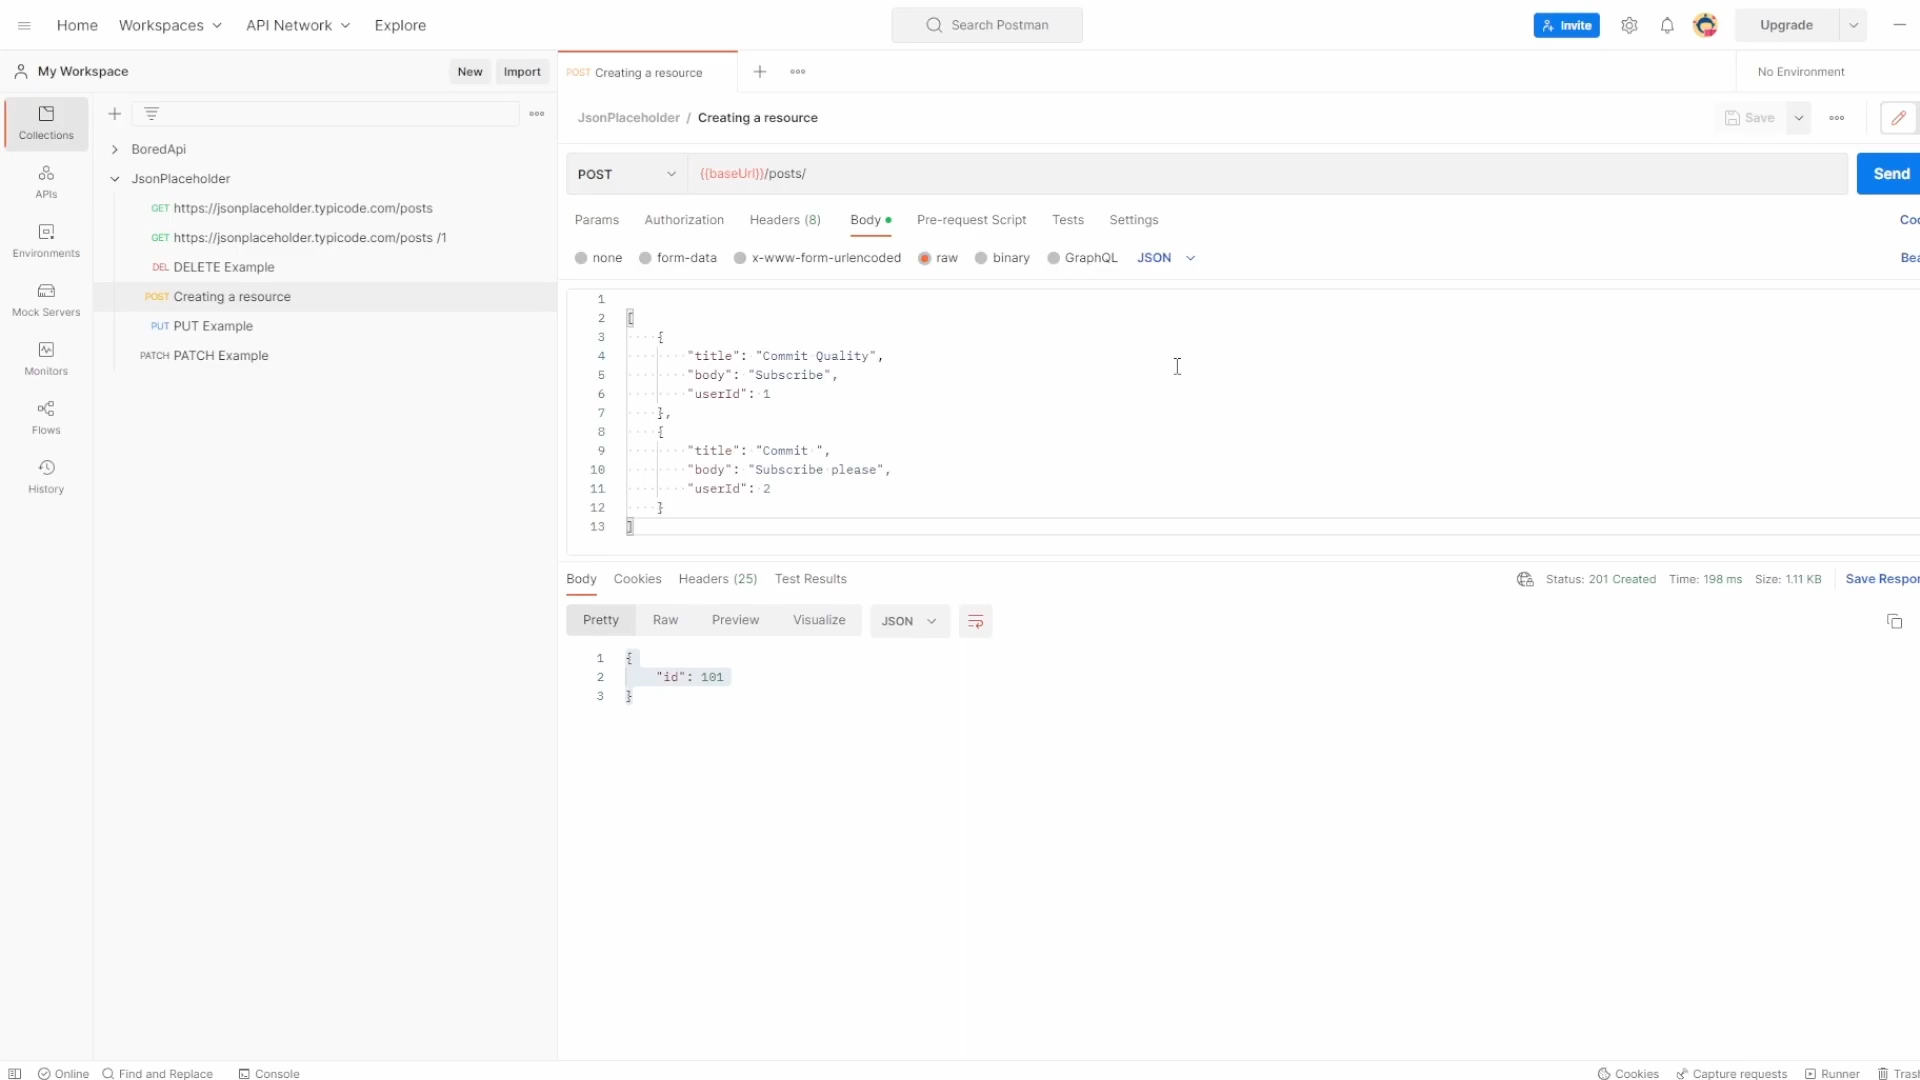 Home Workspaces API Network Explore Search Postman Invite Upgrade
My Workspace New Import POST Creating a resource No Environment
Collections
APIs
Environments
Mock Servers
Monitors
Flows
History
BoredApi
JsonPlaceholder
GET https://jsonplaceholder.typicode.com/posts
GET https://jsonplaceholder.typicode.com/posts /1
DEL DELETE Example
POST Creating a resource
PUT PUT Example
PATCH PATCH Example
JsonPlaceholder / Creating a resource Save
POST {{baseUrl}}/posts/ Send
Params Authorization Headers (8) Body Pre-request Script Tests Settings Coo
none form-data x-www-form-urlencoded raw binary GraphQL JSON Bea
1
2 [
3 {
4 "title": "Commit Quality",
5 "body": "Subscribe",
6 "userId": 1
7 },
8 {
9 "title": "Commit ",
10 "body": "Subscribe please",
11 "userId": 2
12 }
13 ]
Body Cookies Headers (25) Test Results Status: 201 Created Time: 198 ms Size: 1.11 KB Save Respon
Pretty Raw Preview Visualize JSON
1 {
2 "id": 101
3 }
Online Find and Replace Console Cookies Capture requests Runner Trash